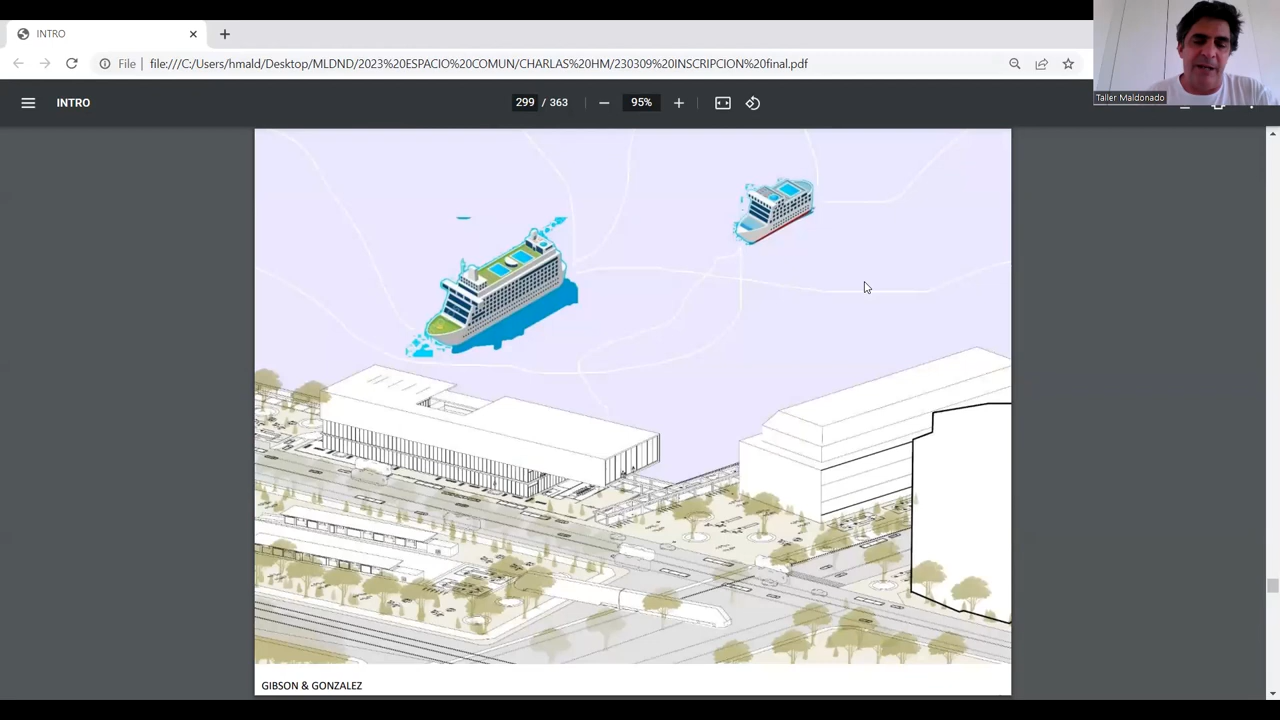 INTRO
File
file:///C:/Users/hmald/Desktop/MLDND/2023%20ESPACIO%20COMUN/CHARLAS%20HM/230309%20INSCRIPCION%20final.pdf
INTRO
299 / 363
95%
Taller Maldonado
GIBSON & GONZALEZ